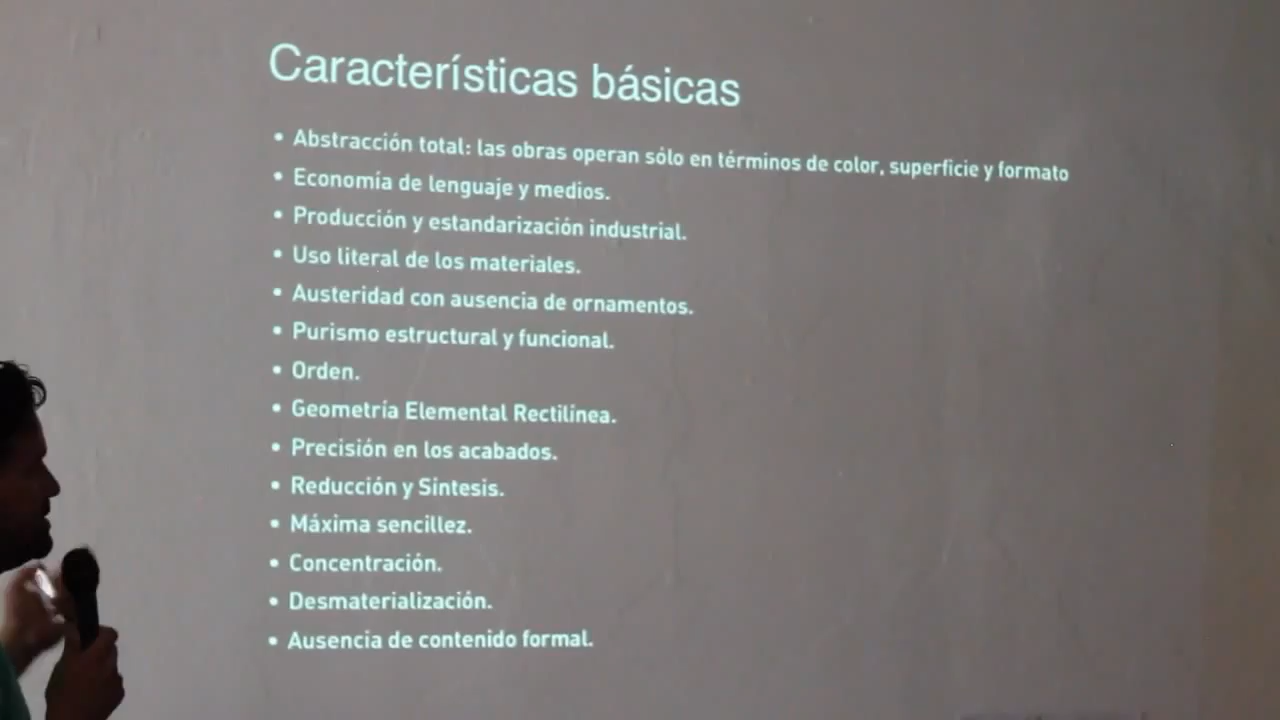 Características básicas
• Abstracción total: las obras operan sólo en términos de color, superficie y formato
• Economía de lenguaje y medios.
• Producción y estandarización industrial.
• Uso literal de los materiales.
• Austeridad con ausencia de ornamentos.
• Purismo estructural y funcional.
• Orden.
• Geometría Elemental Rectilínea.
• Precisión en los acabados.
• Reducción y Síntesis.
• Máxima sencillez.
• Concentración.
• Desmaterialización.
• Ausencia de contenido formal.